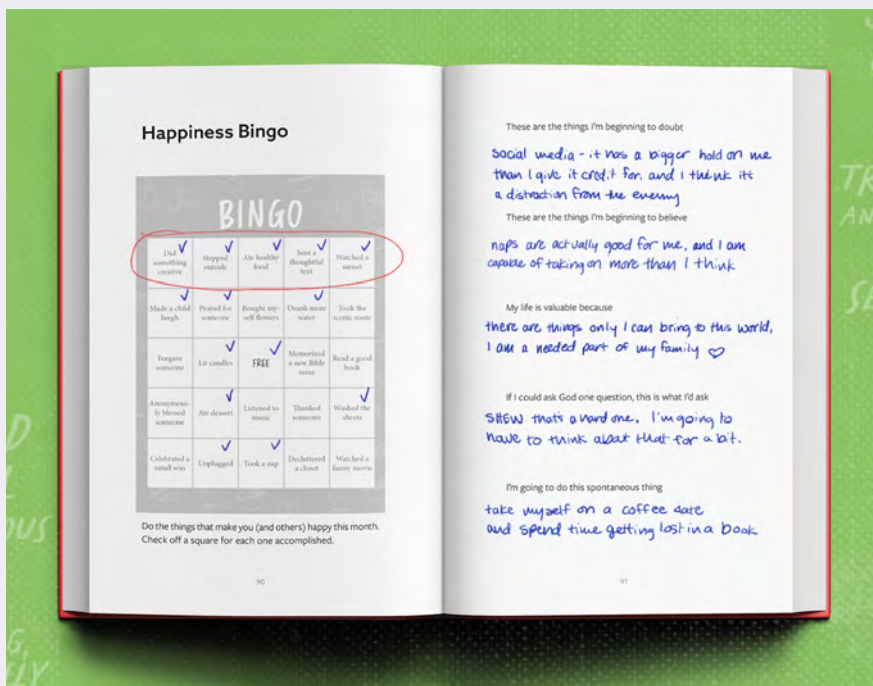 Happiness Bingo
BINGO
Did something creative
Stepped outside
Ate healthy food
Sent a thoughtful text
Watched a sunset
Made a child laugh
Prayed for someone
Bought my-self flowers
Drank more water
Took the scenic route
Forgave someone
Lit candles
FREE
Memorized a new Bible verse
Read a good book
Anonymous-ly blessed someone
Ate dessert
Listened to music
Thanked someone
Washed the sheets
Celebrated a small win
Unplugged
Took a nap
Decluttered a closet
Watched a funny movie
Do the things that make you (and others) happy this month.
Check off a square for each one accomplished.
90
These are the things I'm beginning to doubt
social media - it has a bigger hold on me
than I give it credit for, and I think its
a distraction from the enemy
These are the things I'm beginning to believe
naps are actually good for me, and I am
capable of taking on more than I think
My life is valuable because
there are things only I can bring to this world,
I am a needed part of my family ♡
If I could ask God one question, this is what I'd ask
SHEW that's a hard one, I'm going to
have to think about that for a bit.
I'm going to do this spontaneous thing
take myself on a coffee date
and spend time getting lost in a book
91